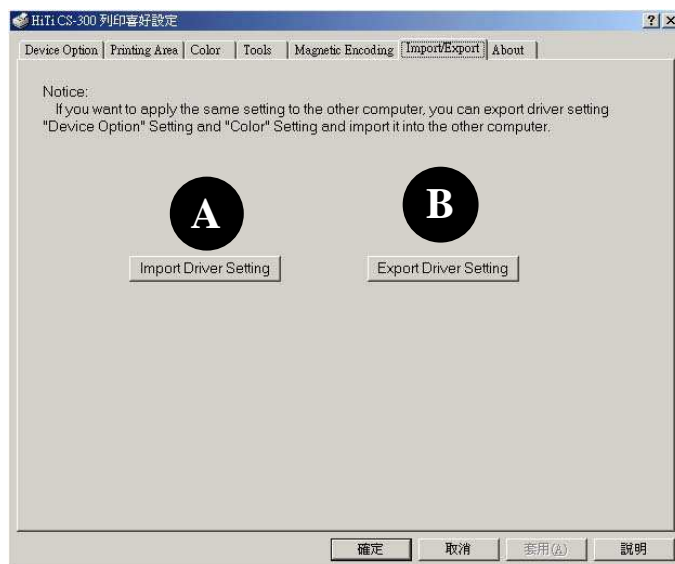 HiTi CS-300 列印喜好設定
Device Option Printing Area Color Tools Magnetic Encoding Import/Export About
Notice:
If you want to apply the same setting to the other computer, you can export driver setting
"Device Option" Setting and "Color" Setting and import it into the other computer.
A B
Import Driver Setting Export Driver Setting
確定 取消 套用(A) 說明